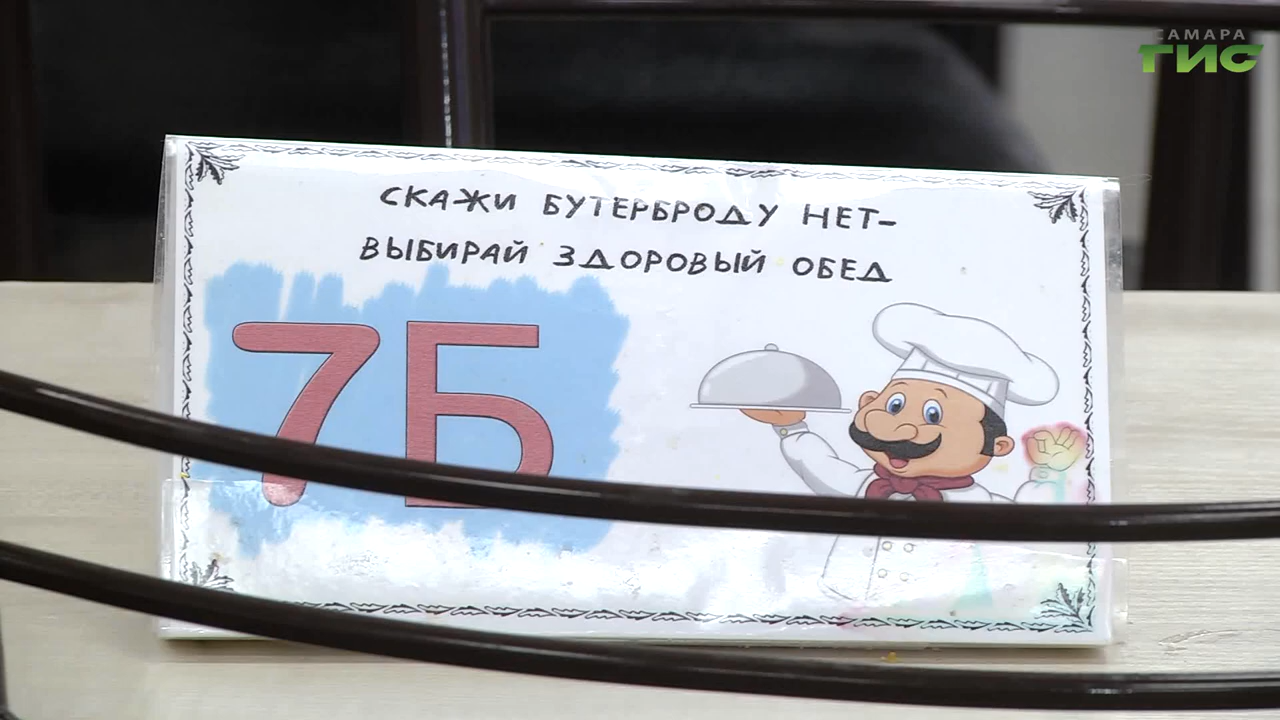 САМАРА
ГИС
СКАЖИ БУТЕРБРОДУ НЕТ-
ВЫБИРАЙ ЗДОРОВЫЙ ОБЕД
7Б